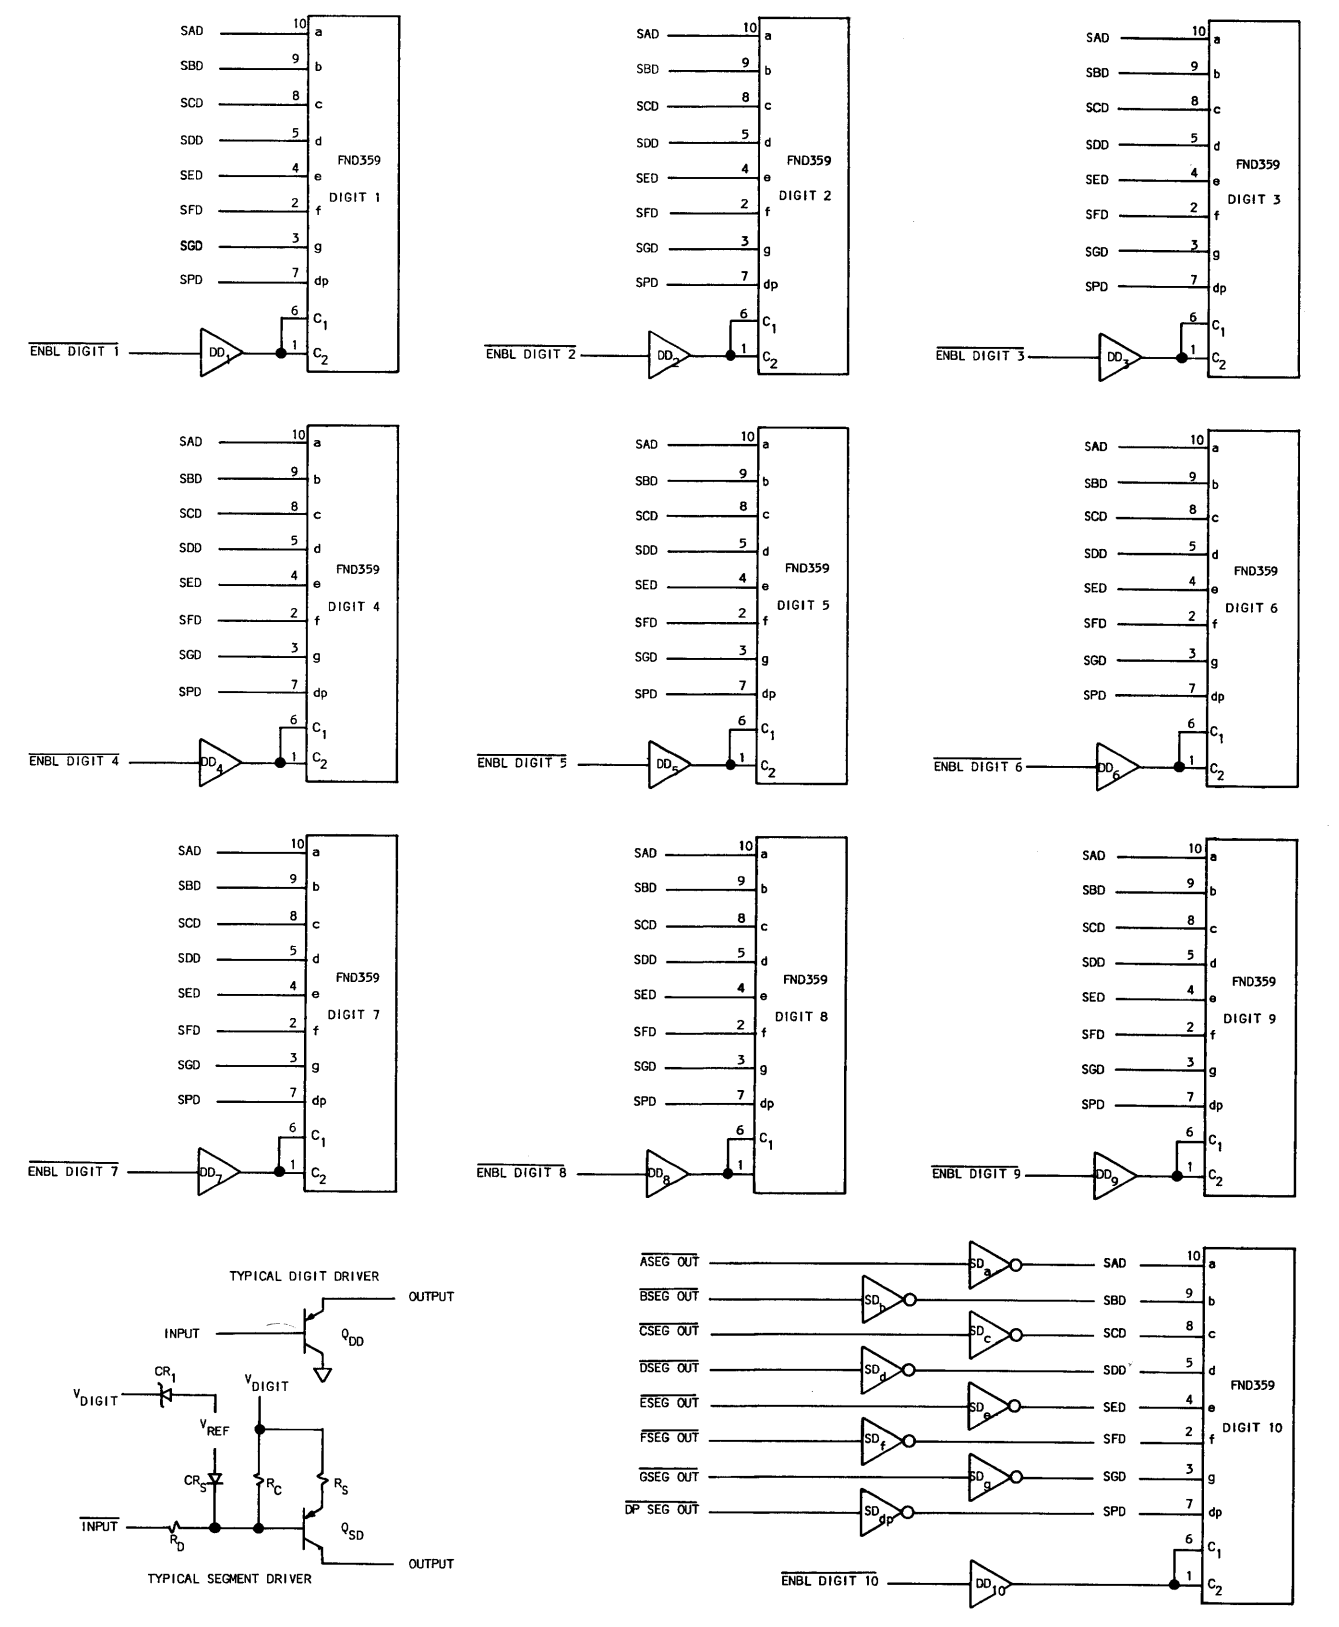 SAD 10 a
SBD 9 b
SCD 8 c
SDD 5 d
FND359
SED 4 e
DIGIT 1
SFD 2 f
SGD 3 g
SPD 7 dp
6 C1
ENBL DIGIT 1 DD1 1 C2
SAD 10 a
SBD 9 b
SCD 8 c
SDD 5 d
FND359
SED 4 e
DIGIT 2
SFD 2 f
SGD 3 g
SPD 7 dp
6 C1
ENBL DIGIT 2 DD2 1 C2
SAD 10 a
SBD 9 b
SCD 8 c
SDD 5 d
FND359
SED 4 e
DIGIT 3
SFD 2 f
SGD 3 g
SPD 7 dp
6 C1
ENBL DIGIT 3 DD3 1 C2
SAD 10 a
SBD 9 b
SCD 8 c
SDD 5 d
FND359
SED 4 e
DIGIT 4
SFD 2 f
SGD 3 g
SPD 7 dp
6 C1
ENBL DIGIT 4 DD4 1 C2
SAD 10 a
SBD 9 b
SCD 8 c
SDD 5 d
FND359
SED 4 e
DIGIT 5
SFD 2 f
SGD 3 g
SPD 7 dp
6 C1
ENBL DIGIT 5 DD5 1 C2
SAD 10 a
SBD 9 b
SCD 8 c
SDD 5 d
FND359
SED 4 e
DIGIT 6
SFD 2 f
SGD 3 g
SPD 7 dp
6 C1
ENBL DIGIT 6 DD6 1 C2
SAD 10 a
SBD 9 b
SCD 8 c
SDD 5 d
FND359
SED 4 e
DIGIT 7
SFD 2 f
SGD 3 g
SPD 7 dp
6 C1
ENBL DIGIT 7 DD7 1 C2
SAD 10 a
SBD 9 b
SCD 8 c
SDD 5 d
FND359
SED 4 e
DIGIT 8
SFD 2 f
SGD 3 g
SPD 7 dp
6 C1
ENBL DIGIT 8 DD8 1
SAD 10 a
SBD 9 b
SCD 8 c
SDD 5 d
FND359
SED 4 e
DIGIT 9
SFD 2 f
SGD 3 g
SPD 7 dp
6 C1
ENBL DIGIT 9 DD9 1 C2
TYPICAL DIGIT DRIVER
OUTPUT
INPUT QDD
CR1
VDIGIT VDIGIT
VREF
CRS RC RS
INPUT RD QSD
OUTPUT
TYPICAL SEGMENT DRIVER
ASEG OUT SDa SAD 10 a
BSEG OUT SDb SBD 9 b
CSEG OUT SDc SCD 8 c
DSEG OUT SDd SDD 5 d
FND359
ESEG OUT SDe SED 4 e
DIGIT 10
FSEG OUT SDf SFD 2 f
GSEG OUT SDg SGD 3 g
DP SEG OUT SDdp SPD 7 dp
6 C1
ENBL DIGIT 10 DD10 1 C2